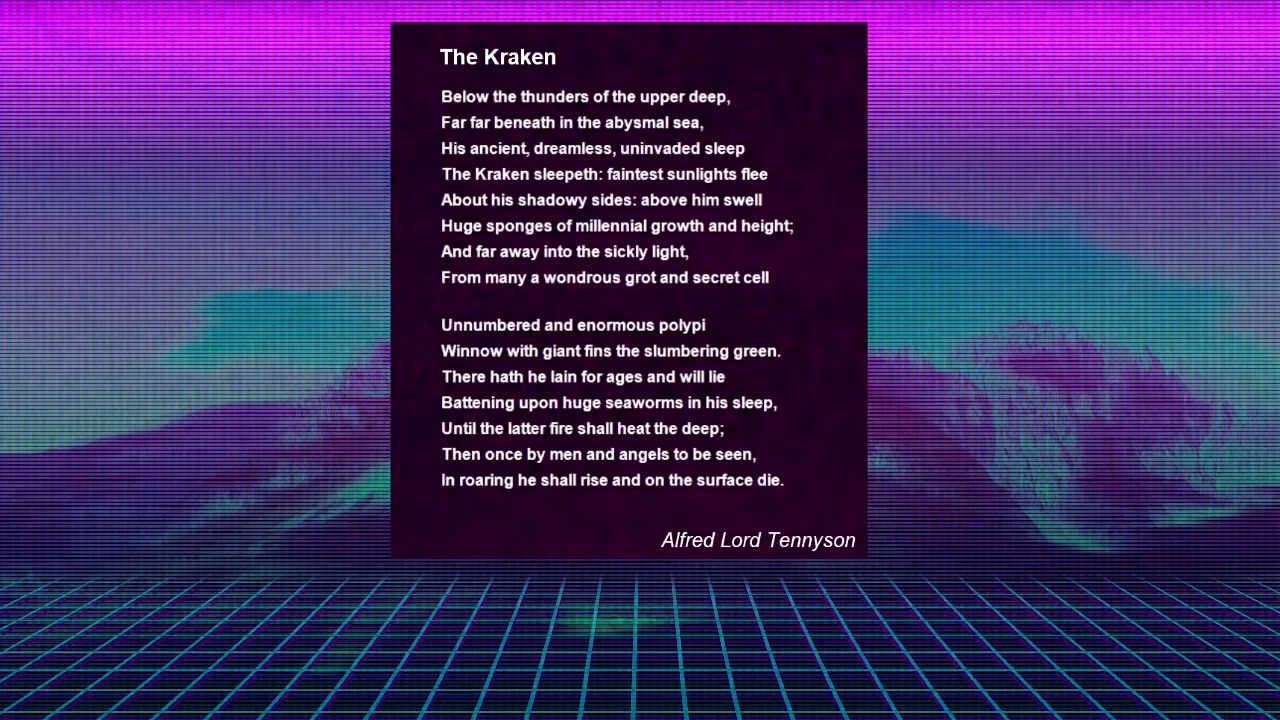 The Kraken
Below the thunders of the upper deep,
Far far beneath in the abysmal sea,
His ancient, dreamless, uninvaded sleep
The Kraken sleepeth: faintest sunlights flee
About his shadowy sides: above him swell
Huge sponges of millennial growth and height;
And far away into the sickly light,
From many a wondrous grot and secret cell
Unnumbered and enormous polypi
Winnow with giant fins the slumbering green.
There hath he lain for ages and will lie
Battening upon huge seaworms in his sleep,
Until the latter fire shall heat the deep;
Then once by men and angels to be seen,
In roaring he shall rise and on the surface die.
Alfred Lord Tennyson